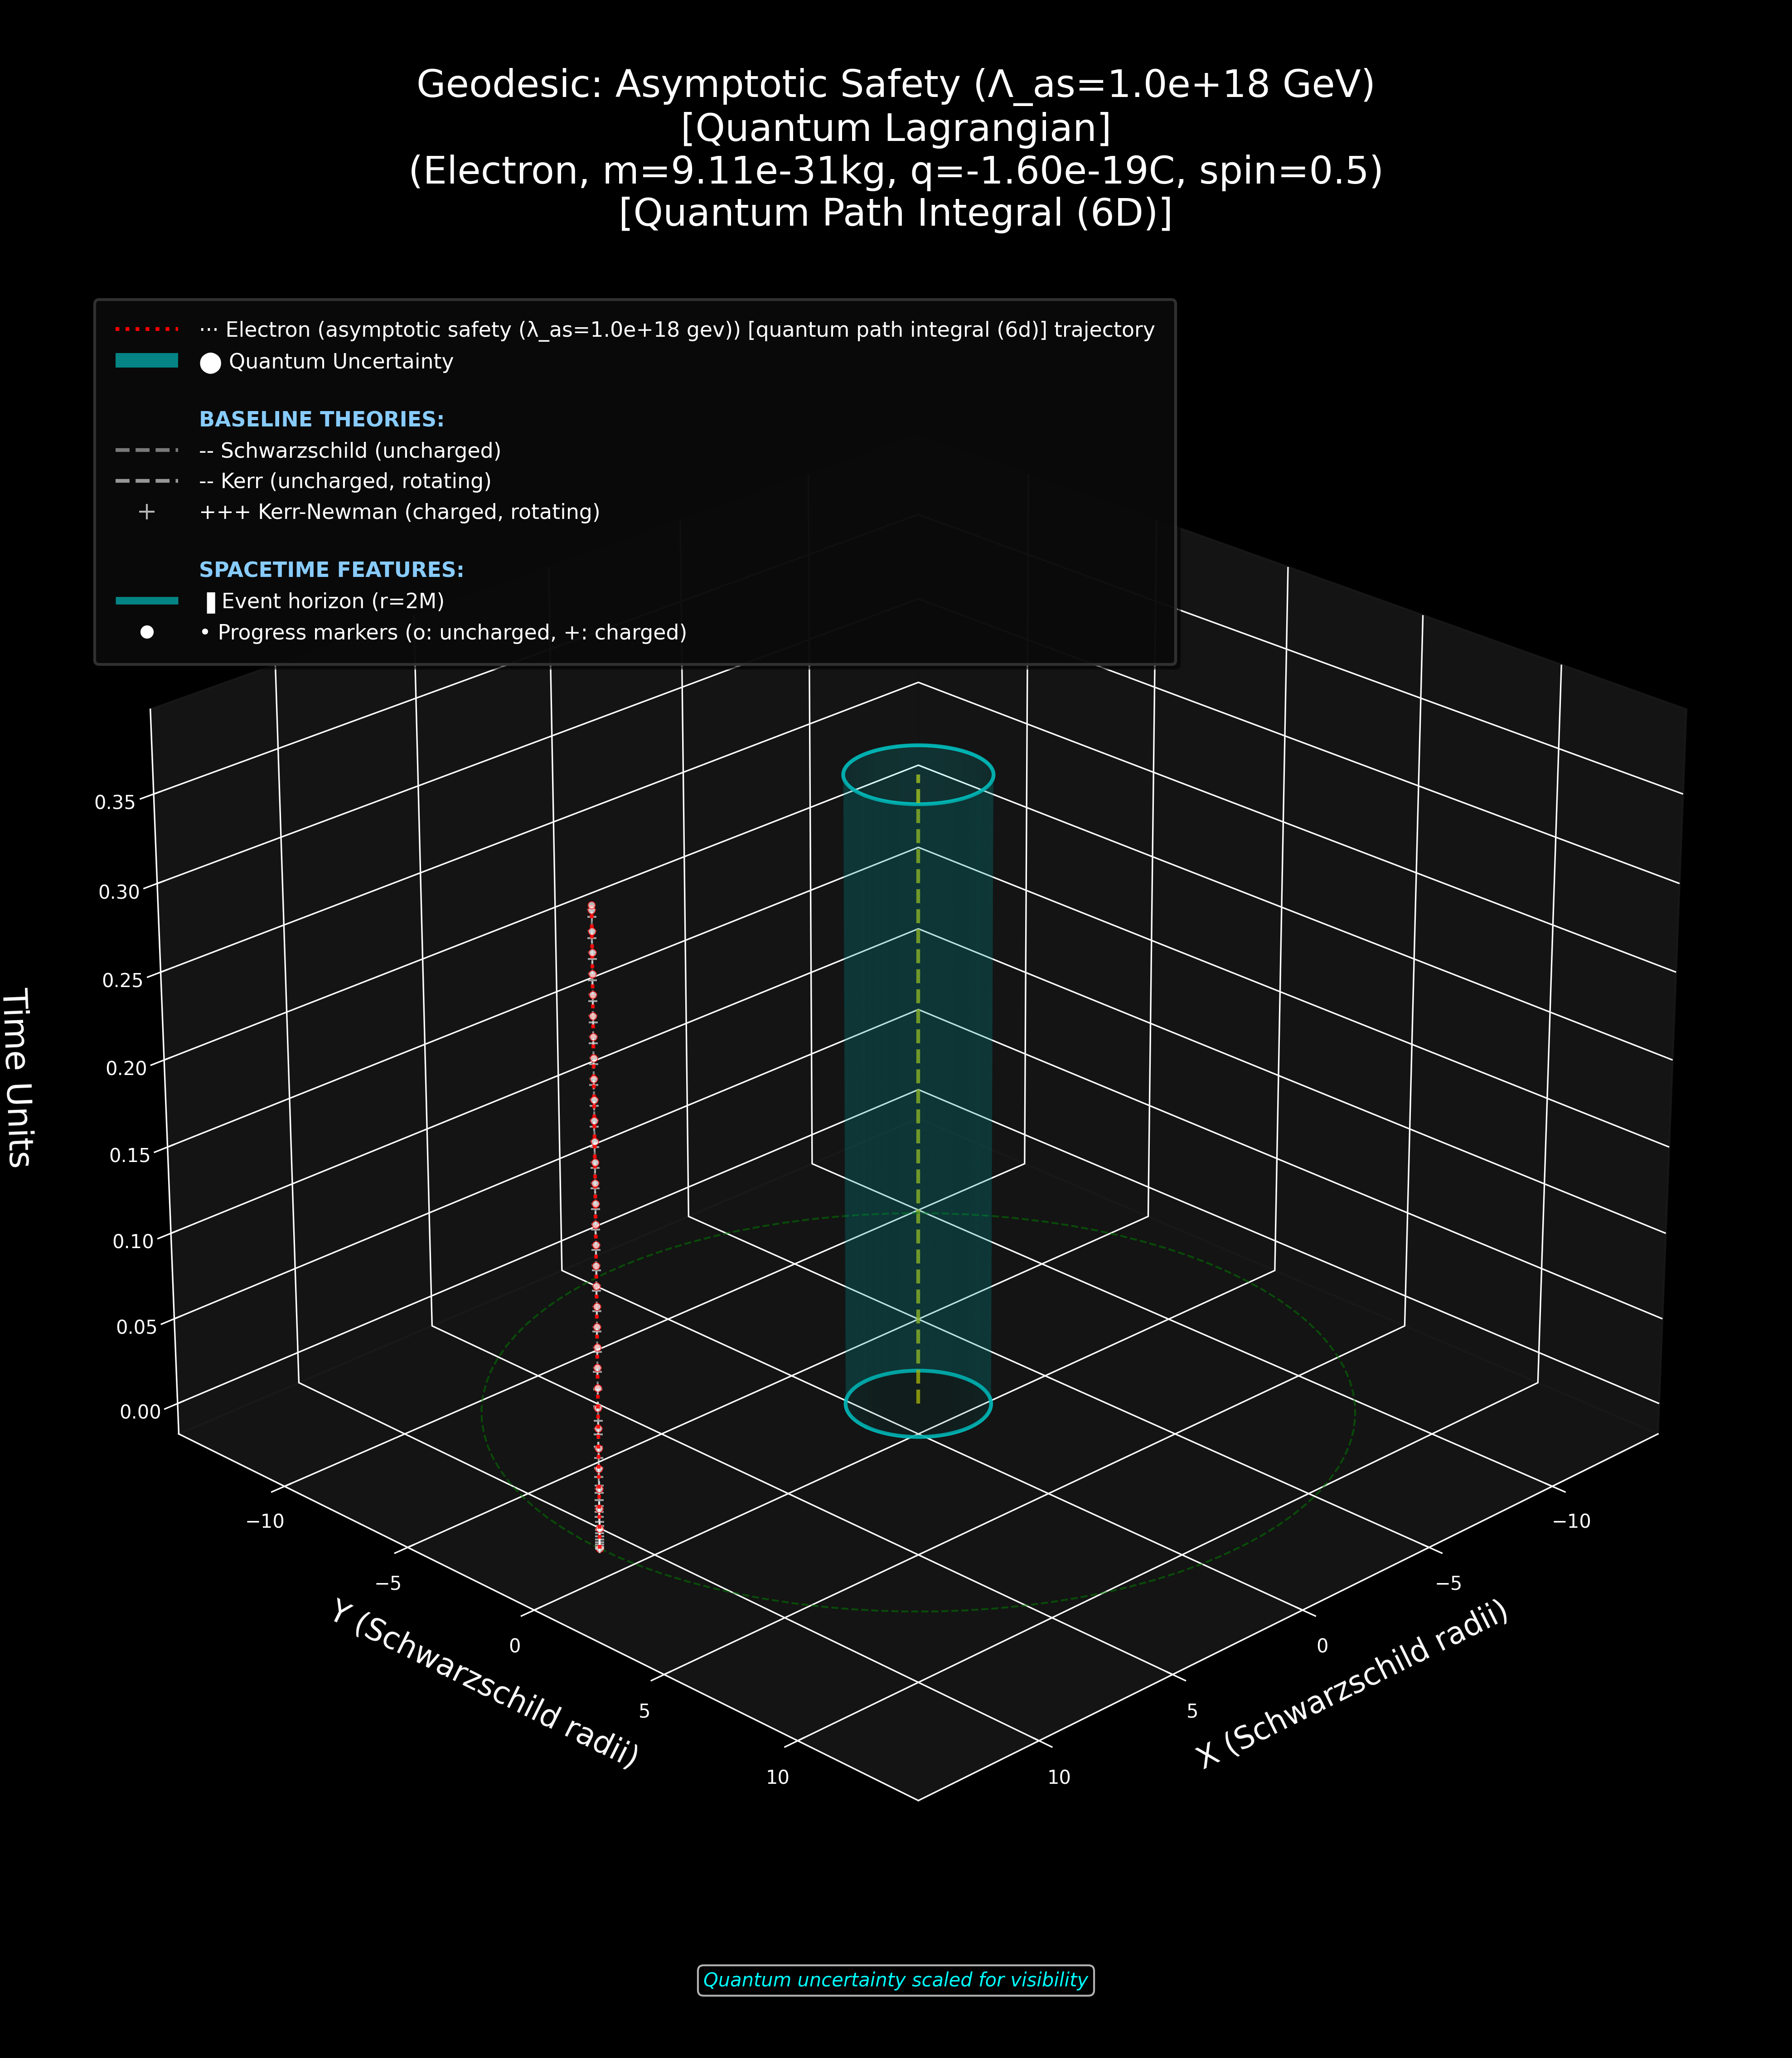 Geodesic: Asymptotic Safety (Λ_as=1.0e+18 GeV)
[Quantum Lagrangian]
(Electron, m=9.11e-31kg, q=-1.60e-19C, spin=0.5)
[Quantum Path Integral (6D)]
··· Electron (asymptotic safety (λ_as=1.0e+18 gev)) [quantum path integral (6d)] trajectory
⬤ Quantum Uncertainty
BASELINE THEORIES:
-- Schwarzschild (uncharged)
-- Kerr (uncharged, rotating)
+++ Kerr-Newman (charged, rotating)
SPACETIME FEATURES:
▐ Event horizon (r=2M)
• Progress markers (o: uncharged, +: charged)
0.35
0.30
0.25
0.20
0.15
0.10
0.05
0.00
Time Units
−10
−5
0
5
10
Y (Schwarzschild radii)
−10
−5
0
5
10
X (Schwarzschild radii)
Quantum uncertainty scaled for visibility